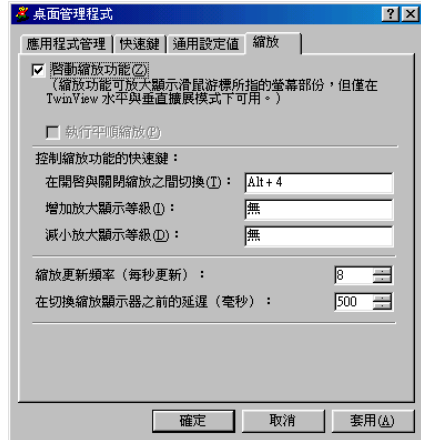 桌面管理程式
應用程式管理 快速鍵 通用設定值 縮放
啓動縮放功能(Z)
（縮放功能可放大顯示滑鼠游標所指的螢幕部份，但僅在
TwinView 水平與垂直擴展模式下可用。）
執行平順縮放(P)
控制縮放功能的快速鍵：
在開啓與關閉縮放之間切換(T)： Alt + 4
增加放大顯示等級(I)： 無
減小放大顯示等級(D)： 無
縮放更新頻率（每秒更新）： 8
在切換縮放顯示器之前的延遲（毫秒）： 500
確定 取消 套用(A)